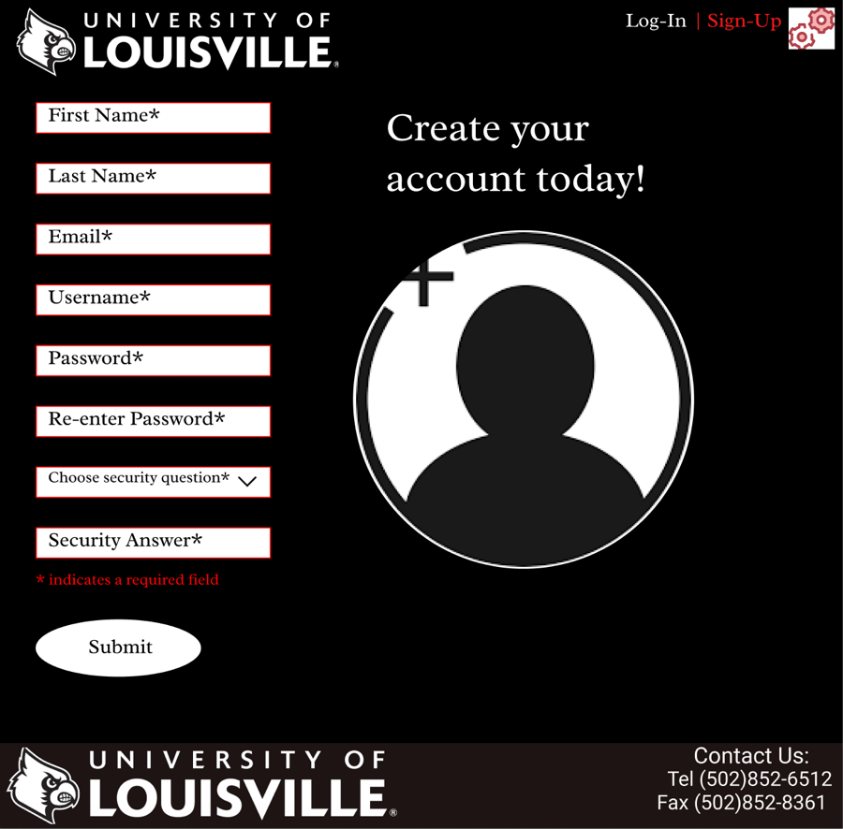 UNIVERSITY OF
LOUISVILLE®
Log-In | Sign-Up
First Name*
Last Name*
Email*
Username*
Password*
Re-enter Password*
Choose security question*
Security Answer*
* indicates a required field
Submit
Create your
account today!
UNIVERSITY OF
LOUISVILLE®
Contact Us:
Tel (502)852-6512
Fax (502)852-8361